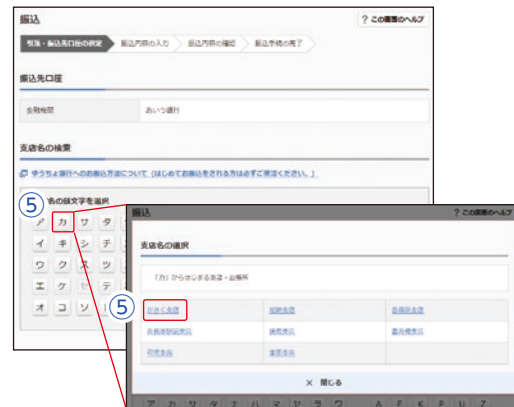 振込
? この画面のヘルプ
引落・振込先口座の指定
振込内容の入力
振込内容の確認
振込手続の完了
振込先口座
金融機関
あいう銀行
支店名の検索
ゆうちょ銀行へのお振込方法について（はじめてお振込をされる方は必ずご確認ください。）
⑤
名の頭文字を選択
ア カ サ タ
イ キ シ チ
ウ ク ス ツ
エ ケ セ テ
オ コ ソ
振込
? この画面のヘルプ
支店名の選択
「カ」からはじまる支店・出張所
⑤
かきく支店
× 閉じる
ア カ サ タ ナ ハ マ ヤ ラ ワ A F K P U Z